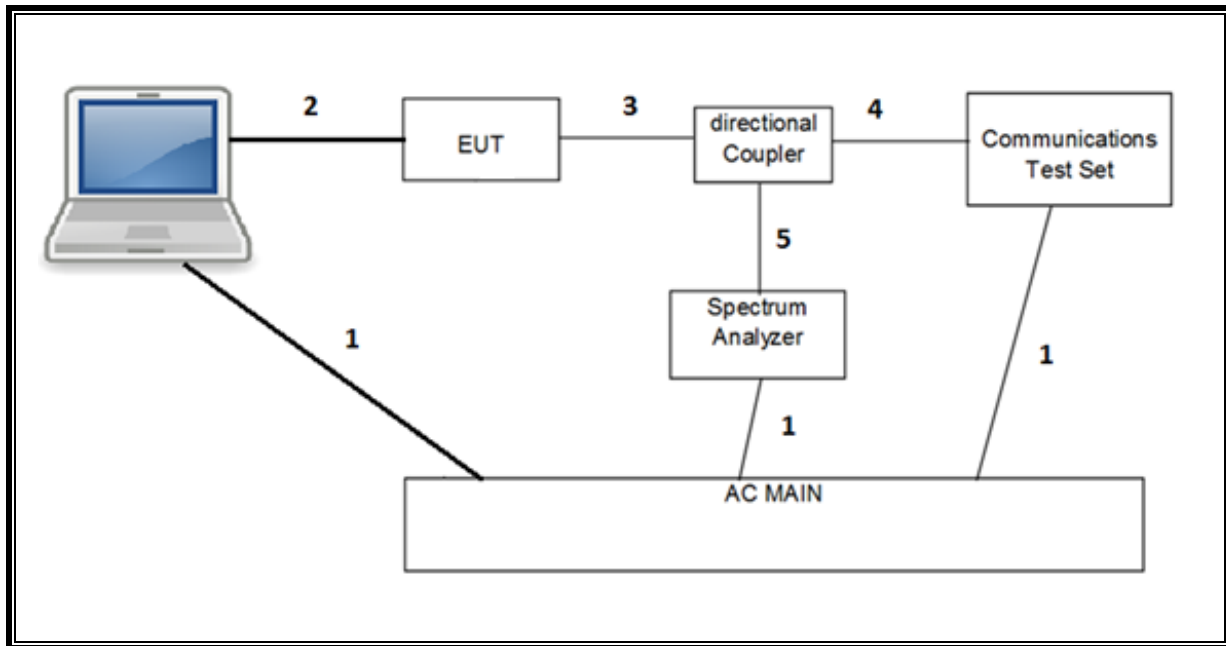 2
EUT
3
directional
Coupler
4
Communications
Test Set
5
Spectrum
Analyzer
1
1
1
AC MAIN